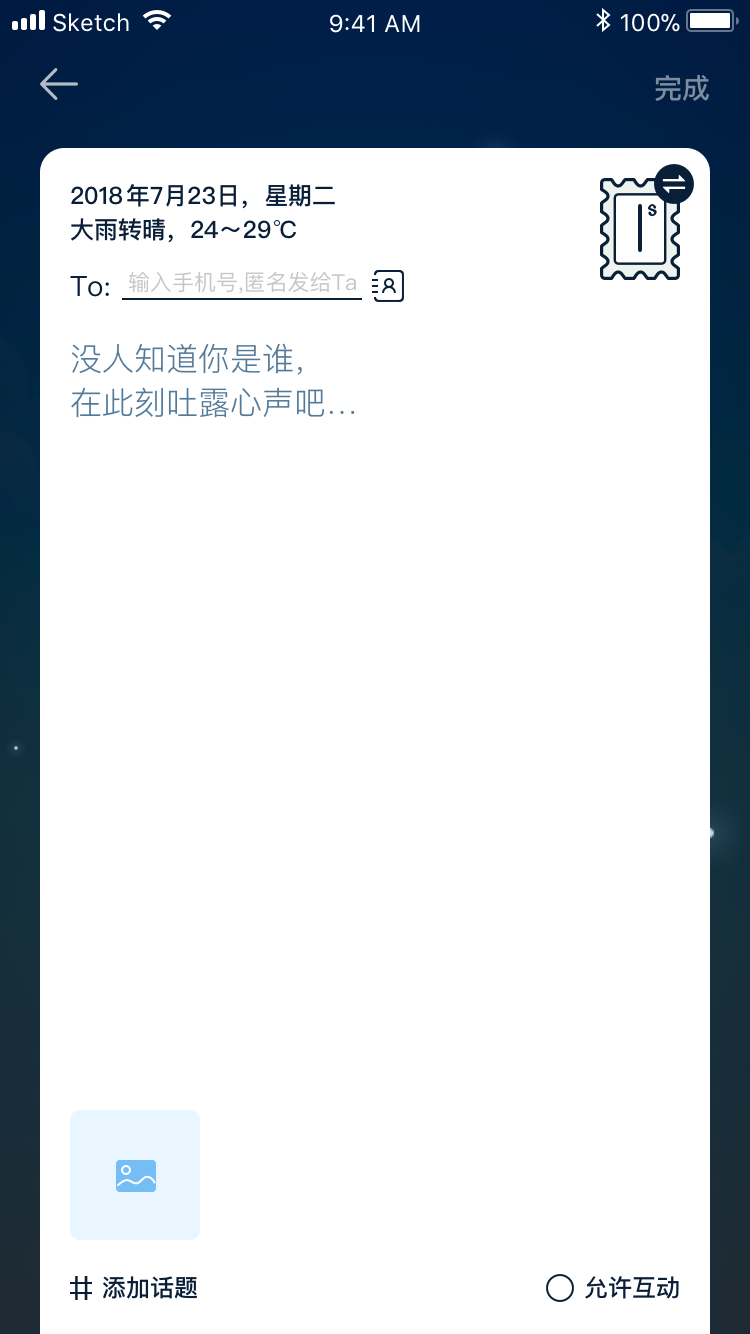 Sketch 9:41 AM 100%
完成
2018年7月23日，星期二
大雨转晴，24～29℃
1s
To: 输入手机号,匿名发给Ta
没人知道你是谁，
在此刻吐露心声吧...
添加话题
允许互动